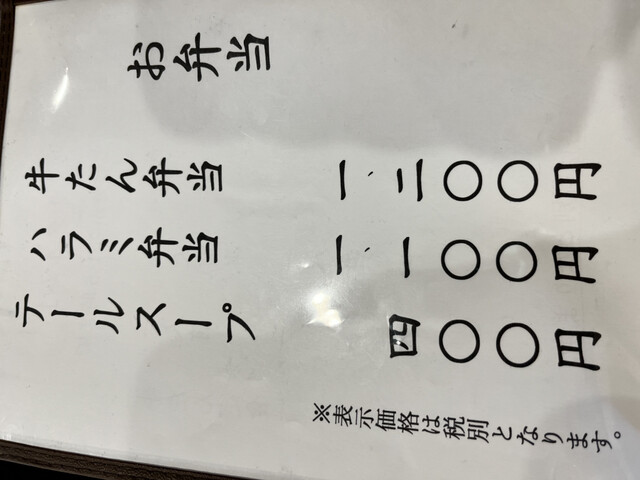 お弁当
牛たん弁当 一、二〇〇円
ハラミ弁当 一、一〇〇円
テールスープ 四〇〇円
※表示価格は税別となります。